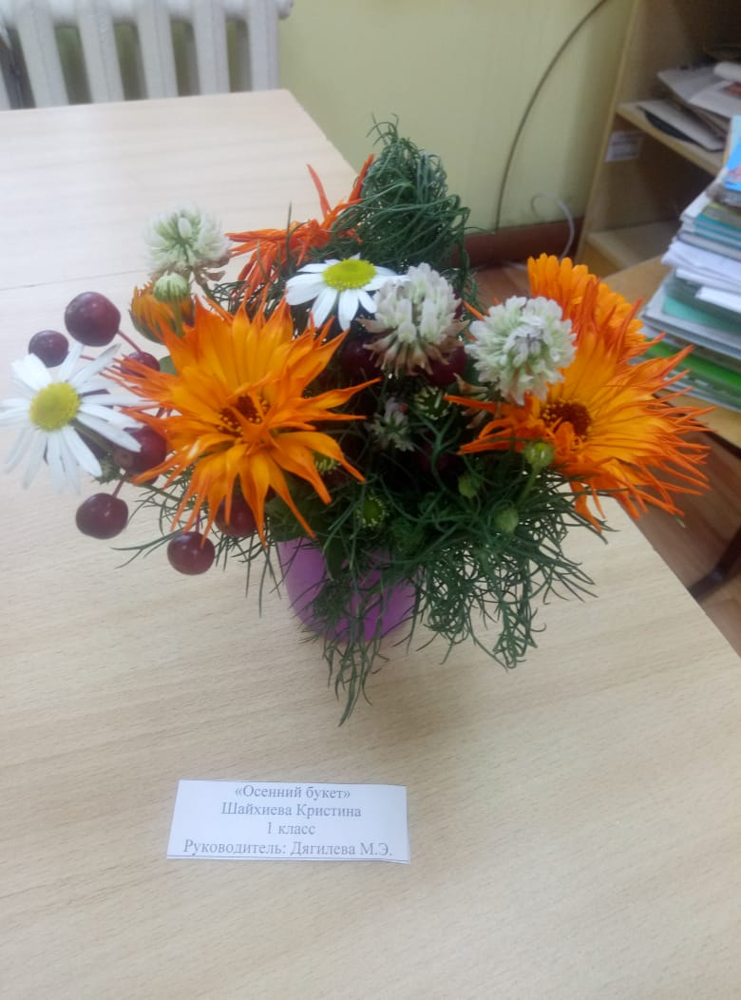 «Осенний букет»
Шайхиева Кристина
1 класс
Руководитель: Дягилева М.Э.